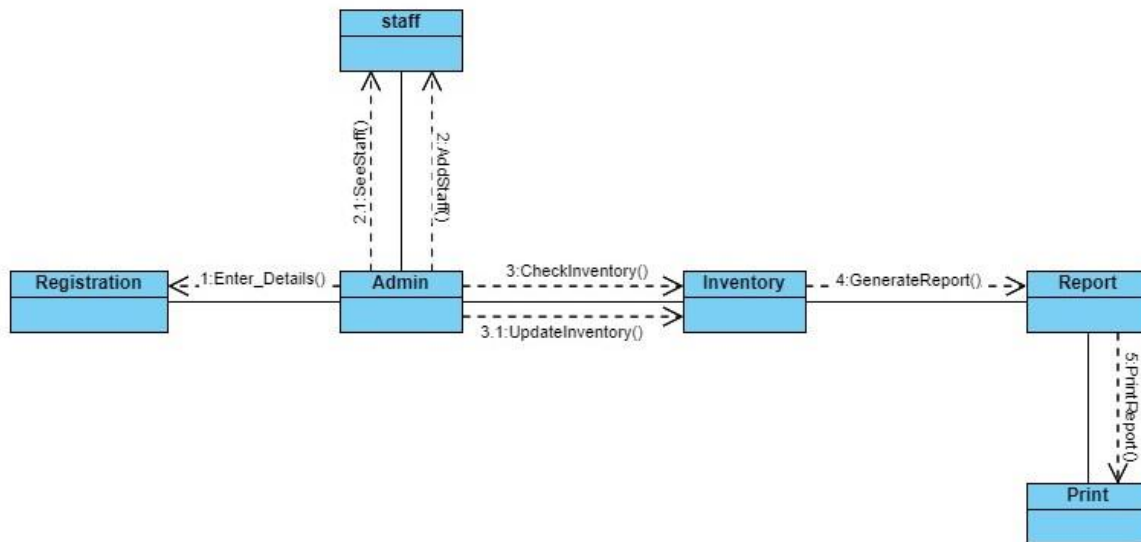 staff
2.1:SeeStaff()
2:AddStaff()
Registration
1:Enter_Details()
Admin
3:CheckInventory()
Inventory
4:GenerateReport()
Report
3.1:UpdateInventory()
5:PrintReport()
Print